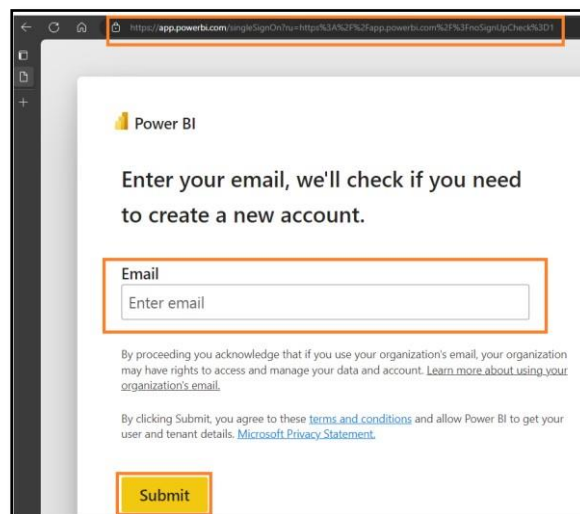 https://app.powerbi.com/singleSignOn?ru=https%3A%2F%2Fapp.powerbi.com%2F%3FnoSignUpCheck%3D1
Power BI
Enter your email, we'll check if you need
to create a new account.
Email
Enter email
By proceeding you acknowledge that if you use your organization's email, your organization
may have rights to access and manage your data and account. Learn more about using your
organization's email.
By clicking Submit, you agree to these terms and conditions and allow Power BI to get your
user and tenant details. Microsoft Privacy Statement.
Submit